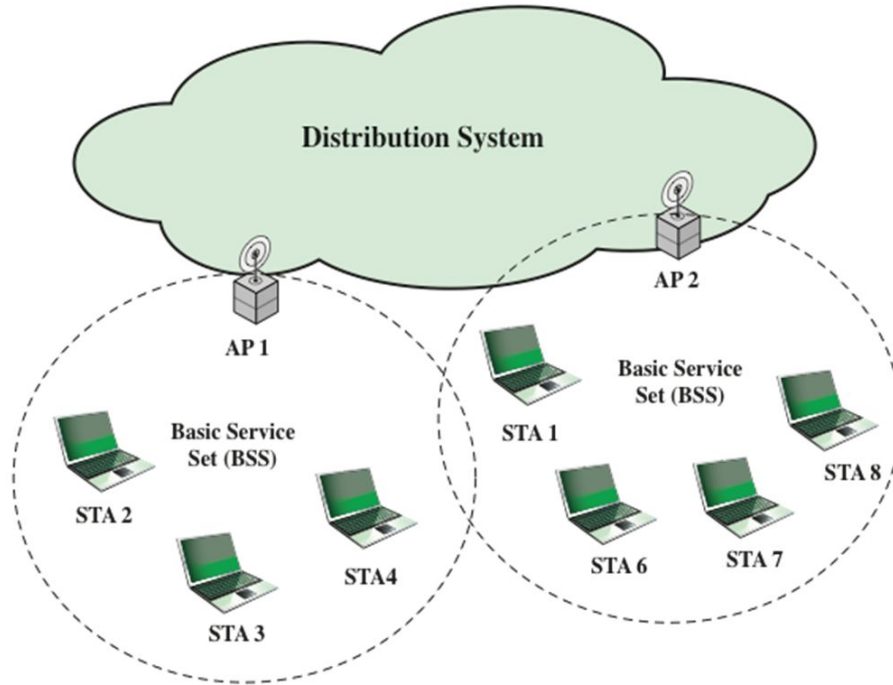 Distribution System
AP 1
AP 2
Basic Service
Set (BSS)
STA 2
STA 3
STA4
Basic Service
Set (BSS)
STA 1
STA 6
STA 7
STA 8